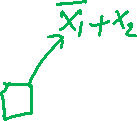 x̅₁ + x₂